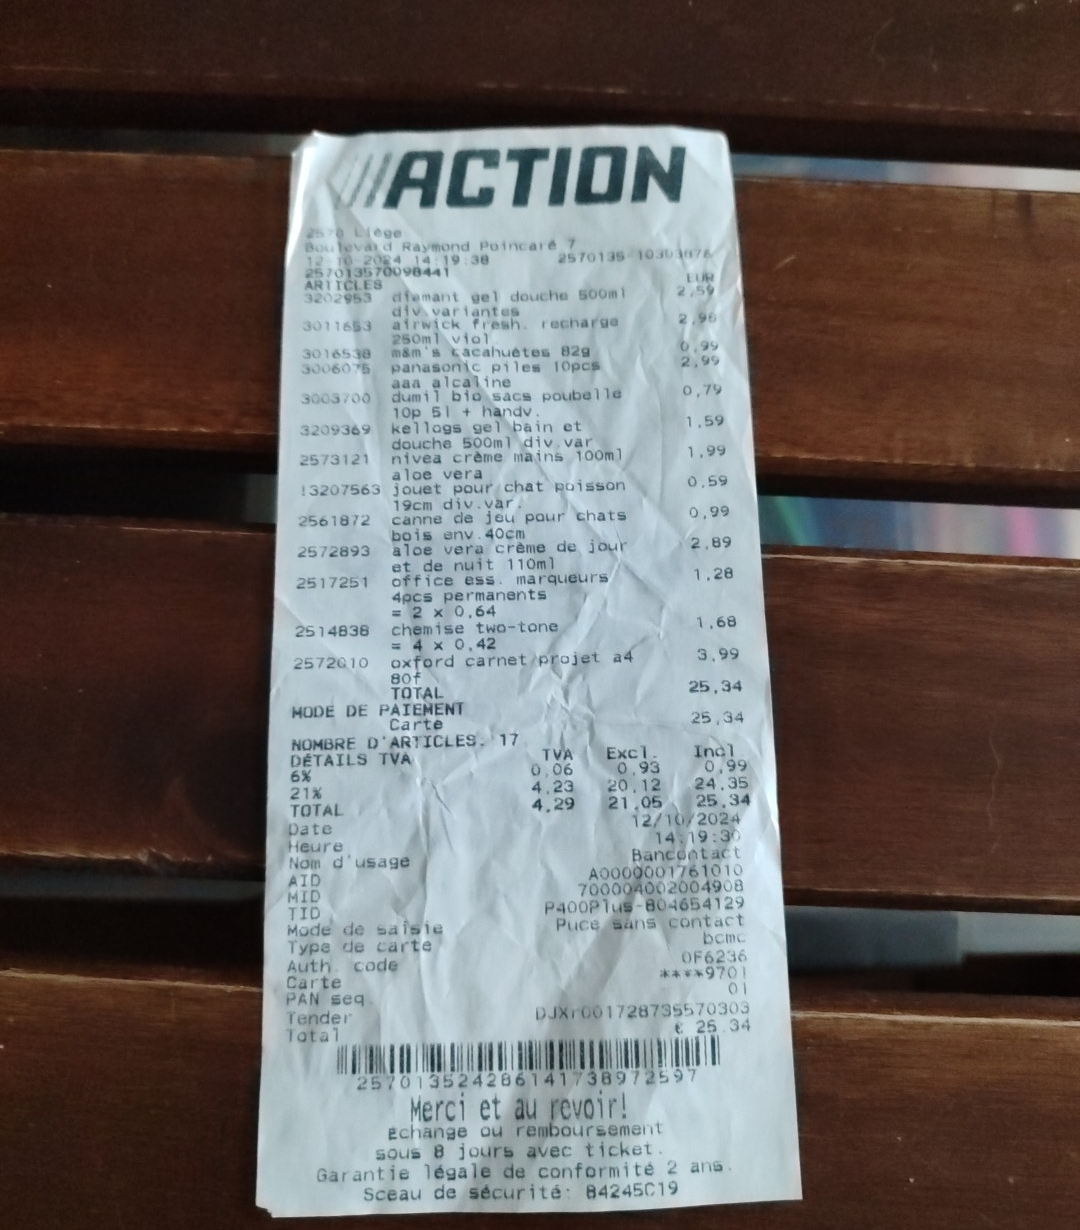 ACTION
2570 Liège
Boulevard Raymond Poincaré 7
12-10-2024 14:19:38 2570135 10303876
257013570098441
ARTICLES EUR
3202953 diamant gel douche 500ml 2,59
div.variantes
3011653 airwick fresh. recharge 2,98
250ml viol
3016538 m&m's cacahuètes 82g 0,99
3006075 panasonic piles 10pcs 2,99
aaa alcaline
3003700 dumil bio sacs poubelle 0,79
10p 5l + handv.
3209369 kellogs gel bain et 1,59
douche 500ml div.var
2573121 nivea crème mains 100ml 1,99
aloe vera
!3207563 jouet pour chat poisson 0,59
19cm div.var.
2561872 canne de jeu pour chats 0,99
bois env.40cm
2572893 aloe vera crème de jour 2,89
et de nuit 110ml
2517251 office ess. marqueurs 1,28
4pcs permanents
= 2 x 0,64
2514838 chemise two-tone 1,68
= 4 x 0,42
2572010 oxford carnet projet a4 3,99
80f
TOTAL 25,34
MODE DE PAIEMENT
Carte 25,34
NOMBRE D'ARTICLES. 17
DÉTAILS TVA TVA Excl. Incl
6% 0,06 0,93 0,99
21% 4,23 20,12 24,35
TOTAL 4,29 21,05 25,34
Date 12/10/2024
Heure 14:19:30
Nom d'usage Bancontact
AID A0000001761010
MID 700004002004908
TID P400Plus-804654129
Mode de saisie Puce sans contact
Type de carte bcmc
Auth. code 0F6236
Carte ****9701
PAN seq. 01
Tender DJXr001728735570303
Total € 25.34
257013524286141738972597
Merci et au revoir!
Echange ou remboursement
sous 8 jours avec ticket.
Garantie légale de conformité 2 ans.
Sceau de sécurité: 84245C19